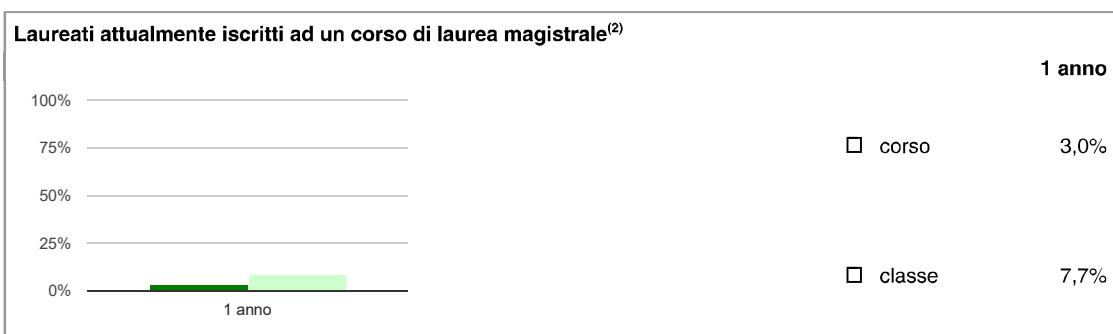 Laureati attualmente iscritti ad un corso di laurea magistrale(2)
1 anno
100%
75%
50%
25%
0%
1 anno
corso 3,0%
classe 7,7%